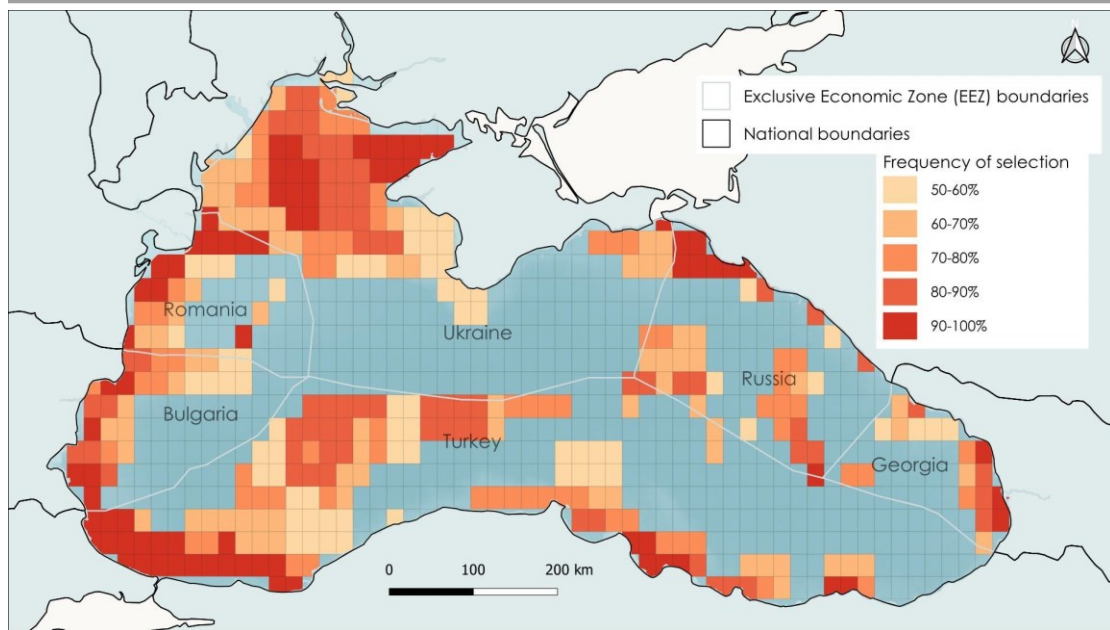 N
Exclusive Economic Zone (EEZ) boundaries
National boundaries
Frequency of selection
50-60%
60-70%
70-80%
80-90%
90-100%
Romania
Ukraine
Russia
Bulgaria
Turkey
Georgia
0 100 200 km